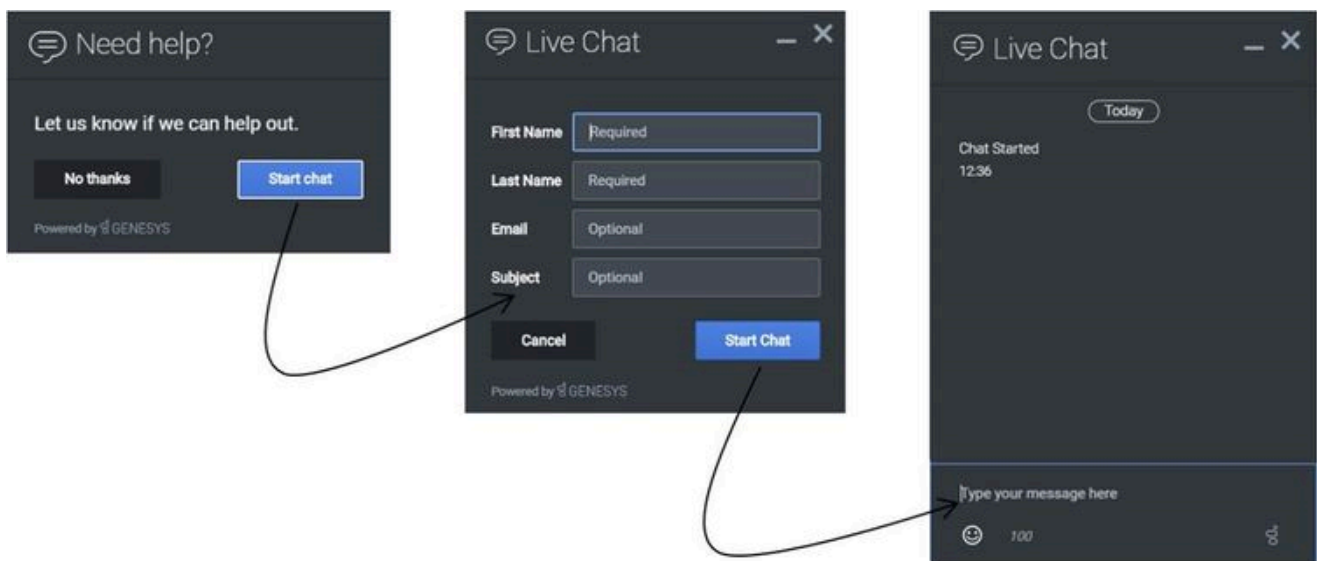 Need help?
Let us know if we can help out.
No thanks
Start chat
Powered by GENESYS
Live Chat
First Name Required
Last Name Required
Email Optional
Subject Optional
Cancel
Start Chat
Powered by GENESYS
Live Chat
Today
Chat Started
12:36
Type your message here
100